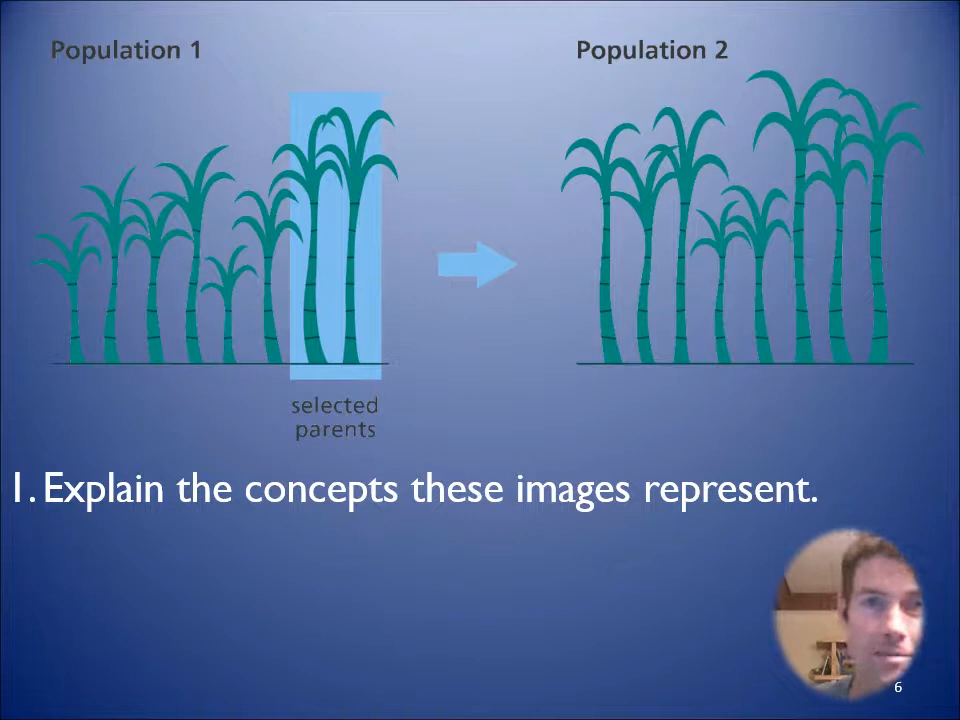 Population 1
Population 2
selected
parents
1. Explain the concepts these images represent.
6